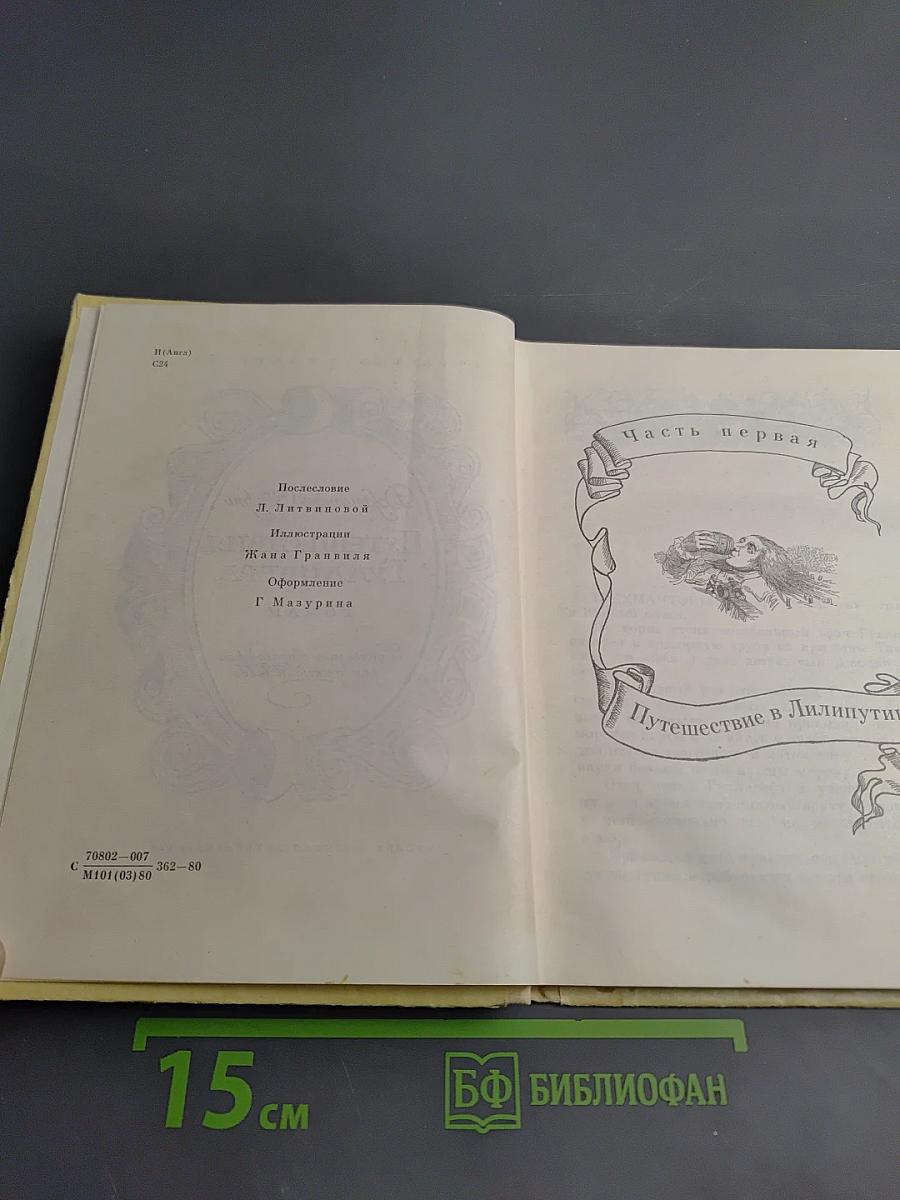 И(Англ)
С24
Послесловие
Л. Литвиновой
Иллюстрации
Жана Гранвиля
Оформление
Г Мазурина
С 70802—007 362—80
М101(03)80
Часть первая
Путешествие в Лилипутию
15 см
БФ БИБЛИОФАН